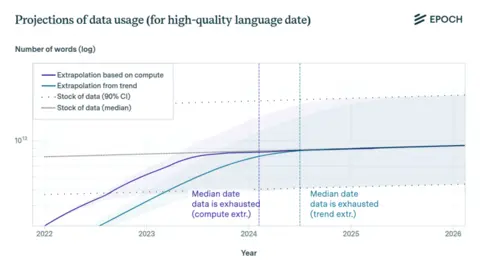 Projections of data usage (for high-quality language date)
EPOCH
Number of words (log)
Extrapolation based on compute
Extrapolation from trend
Stock of data (90% CI)
Stock of data (median)
10¹³
Median date
data is exhausted
(compute extr.)
Median date
data is exhausted
(trend extr.)
2022
2023
2024
2025
2026
Year